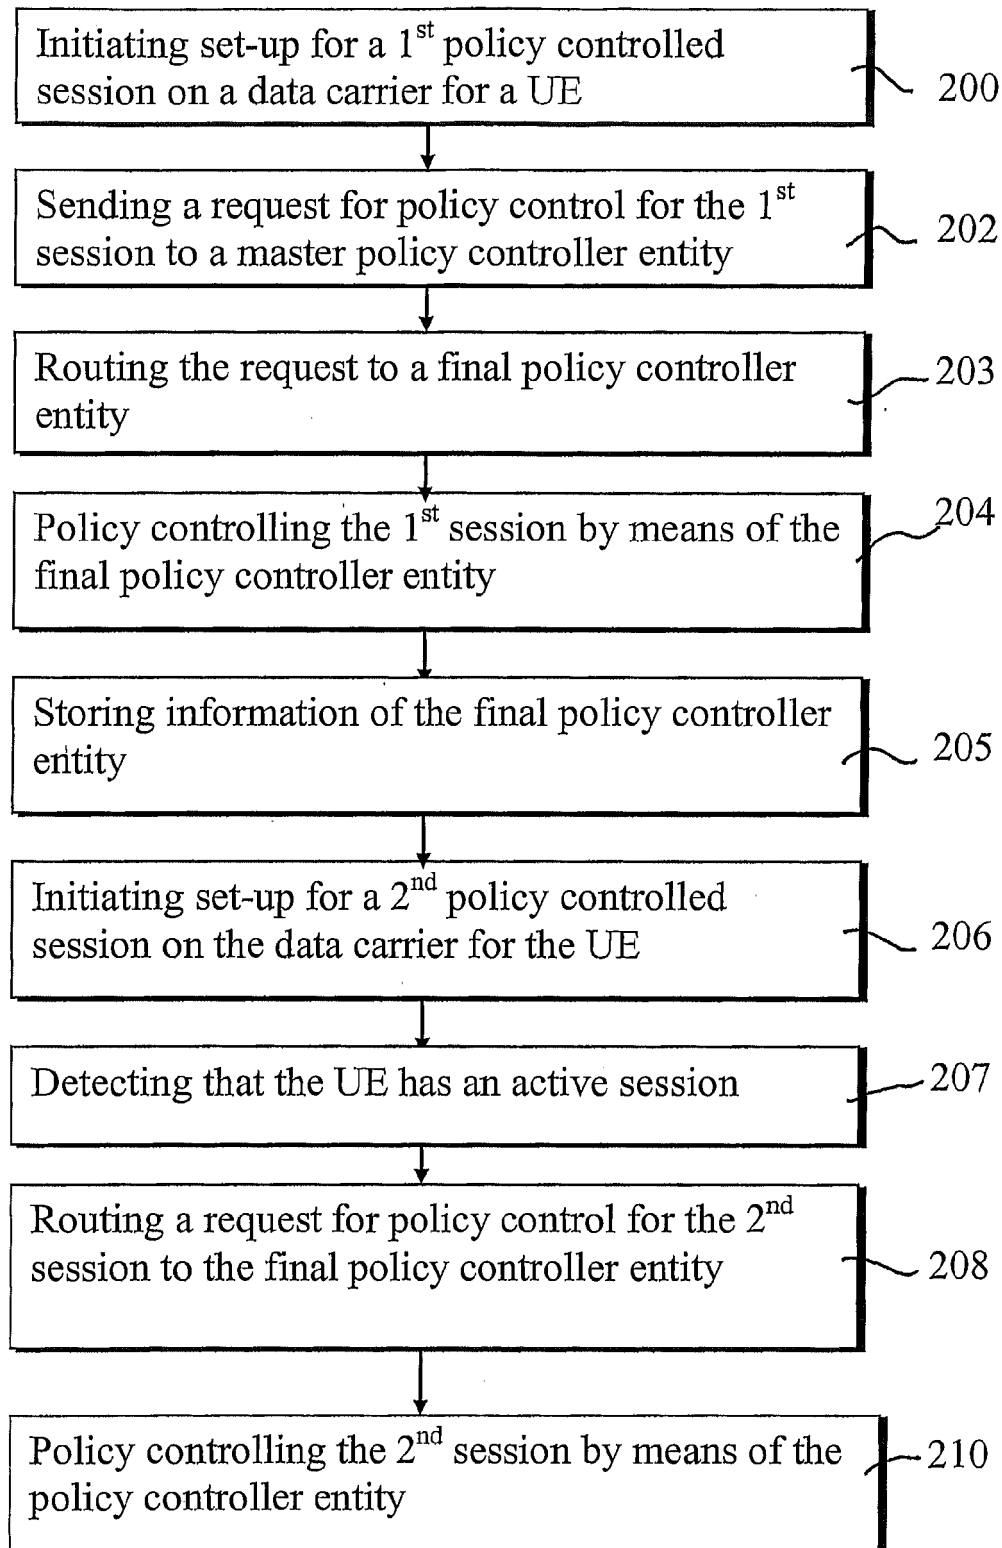 Initiating set-up for a 1st policy controlled
session on a data carrier for a UE
200
Sending a request for policy control for the 1st
session to a master policy controller entity
202
Routing the request to a final policy controller
entity
203
Policy controlling the 1st session by means of the
final policy controller entity
204
Storing information of the final policy controller
entity
205
Initiating set-up for a 2nd policy controlled
session on the data carrier for the UE
206
Detecting that the UE has an active session
207
Routing a request for policy control for the 2nd
session to the final policy controller entity
208
Policy controlling the 2nd session by means of the
policy controller entity
210